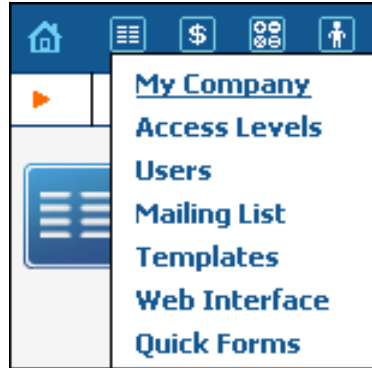 $
My Company
Access Levels
Users
Mailing List
Templates
Web Interface
Quick Forms